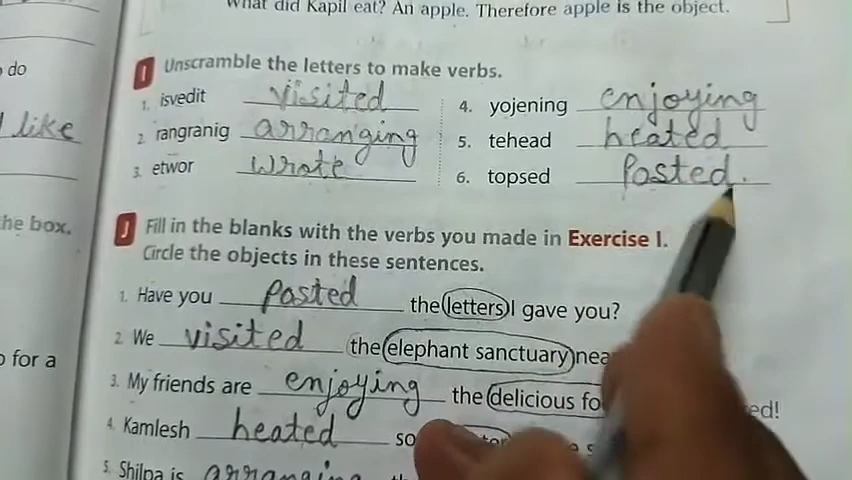 What did Kapil eat? An apple. Therefore apple is the object.
do
like
I Unscramble the letters to make verbs.
1. isvedit visited
2. rangranig arranging
3. etwor wrote
4. yojening enjoying
5. tehead heated
6. topsed Posted.
he box.
for a
J Fill in the blanks with the verbs you made in Exercise I.
Circle the objects in these sentences.
1. Have you posted the letters I gave you?
2. We visited the elephant sanctuary
3. My friends are enjoying the delicious
4. Kamlesh heated
5. Shilpa is arranging